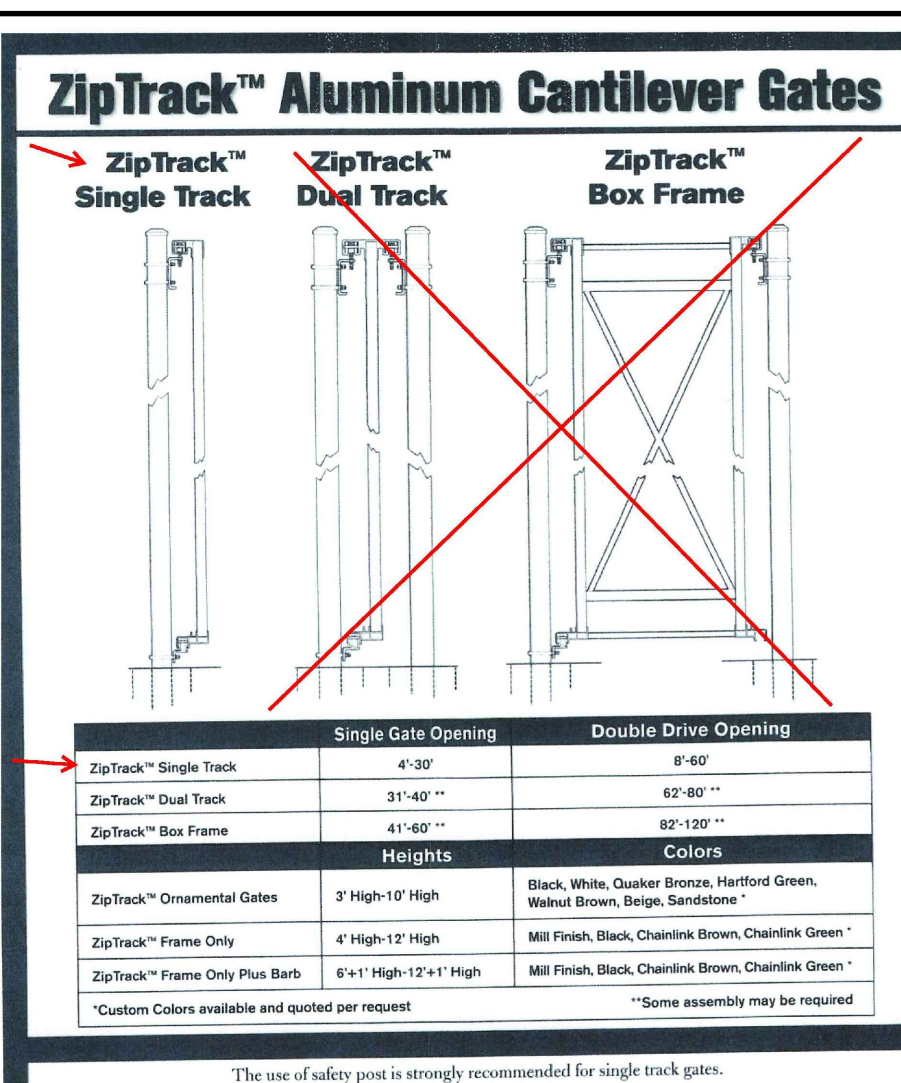 ZipTrack™ Aluminum Cantilever Gates
ZipTrack™
Single Track
ZipTrack™
Dual Track
ZipTrack™
Box Frame
Single Gate Opening Double Drive Opening
ZipTrack™ Single Track 4'-30' 8'-60'
ZipTrack™ Dual Track 31'-40' ** 62'-80' **
ZipTrack™ Box Frame 41'-60' ** 82'-120' **
Heights Colors
ZipTrack™ Ornamental Gates 3' High-10' High Black, White, Quaker Bronze, Hartford Green,
Walnut Brown, Beige, Sandstone *
ZipTrack™ Frame Only 4' High-12' High Mill Finish, Black, Chainlink Brown, Chainlink Green *
ZipTrack™ Frame Only Plus Barb 6'+1' High-12'+1' High Mill Finish, Black, Chainlink Brown, Chainlink Green *
*Custom Colors available and quoted per request **Some assembly may be required
The use of safety post is strongly recommended for single track gates.